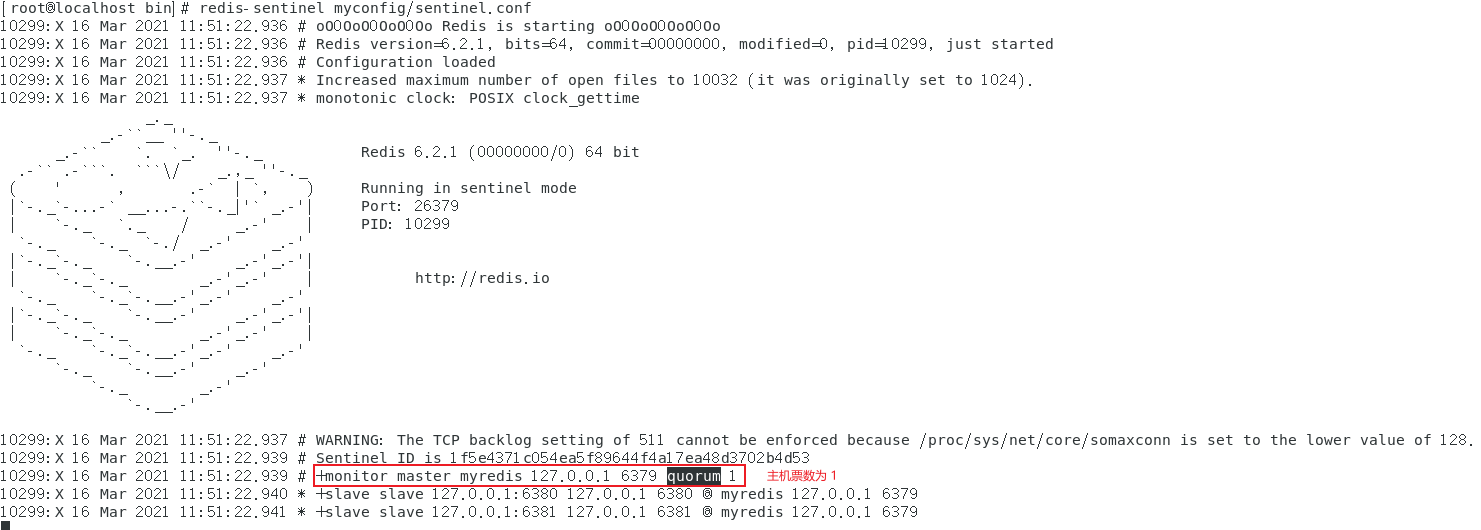 [root@localhost bin]# redis-sentinel myconfig/sentinel.conf
10299:X 16 Mar 2021 11:51:22.936 # oO0OoO0OoO0Oo Redis is starting oO0OoO0OoO0Oo
10299:X 16 Mar 2021 11:51:22.936 # Redis version=6.2.1, bits=64, commit=00000000, modified=0, pid=10299, just started
10299:X 16 Mar 2021 11:51:22.936 # Configuration loaded
10299:X 16 Mar 2021 11:51:22.937 * Increased maximum number of open files to 10032 (it was originally set to 1024).
10299:X 16 Mar 2021 11:51:22.937 * monotonic clock: POSIX clock_gettime
Redis 6.2.1 (00000000/0) 64 bit
Running in sentinel mode
Port: 26379
PID: 10299
http://redis.io
10299:X 16 Mar 2021 11:51:22.937 # WARNING: The TCP backlog setting of 511 cannot be enforced because /proc/sys/net/core/somaxconn is set to the lower value of 128.
10299:X 16 Mar 2021 11:51:22.939 # Sentinel ID is 1f5e4371c054ea5f89644f4a17ea48d3702b4d53
10299:X 16 Mar 2021 11:51:22.939 # +monitor master myredis 127.0.0.1 6379 quorum 1 主机票数为 1
10299:X 16 Mar 2021 11:51:22.940 * +slave slave 127.0.0.1:6380 127.0.0.1 6380 @ myredis 127.0.0.1 6379
10299:X 16 Mar 2021 11:51:22.941 * +slave slave 127.0.0.1:6381 127.0.0.1 6381 @ myredis 127.0.0.1 6379